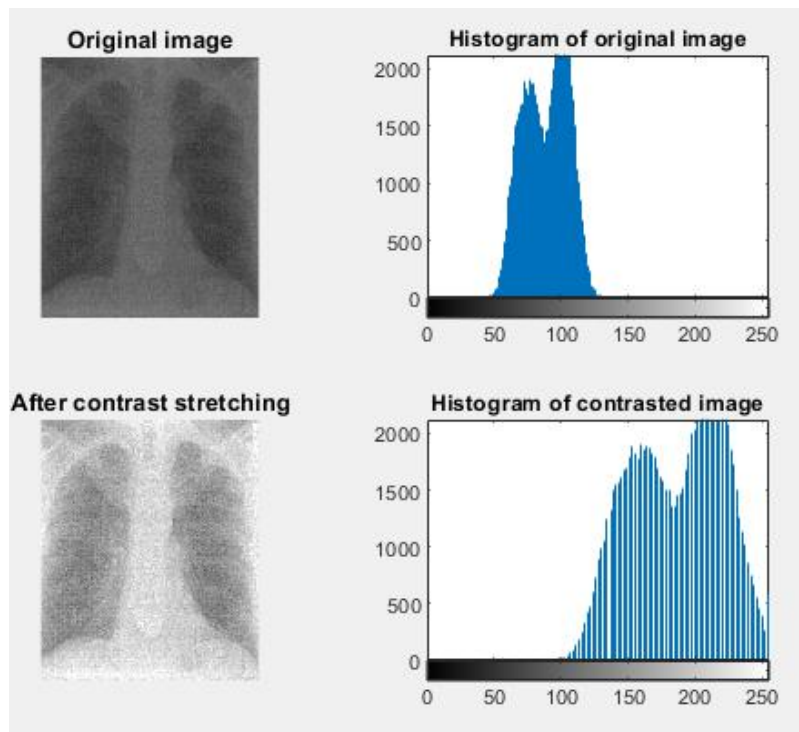 Original image
Histogram of original image
2000
1500
1000
500
0
0 50 100 150 200 250
After contrast stretching
Histogram of contrasted image
2000
1500
1000
500
0
0 50 100 150 200 250